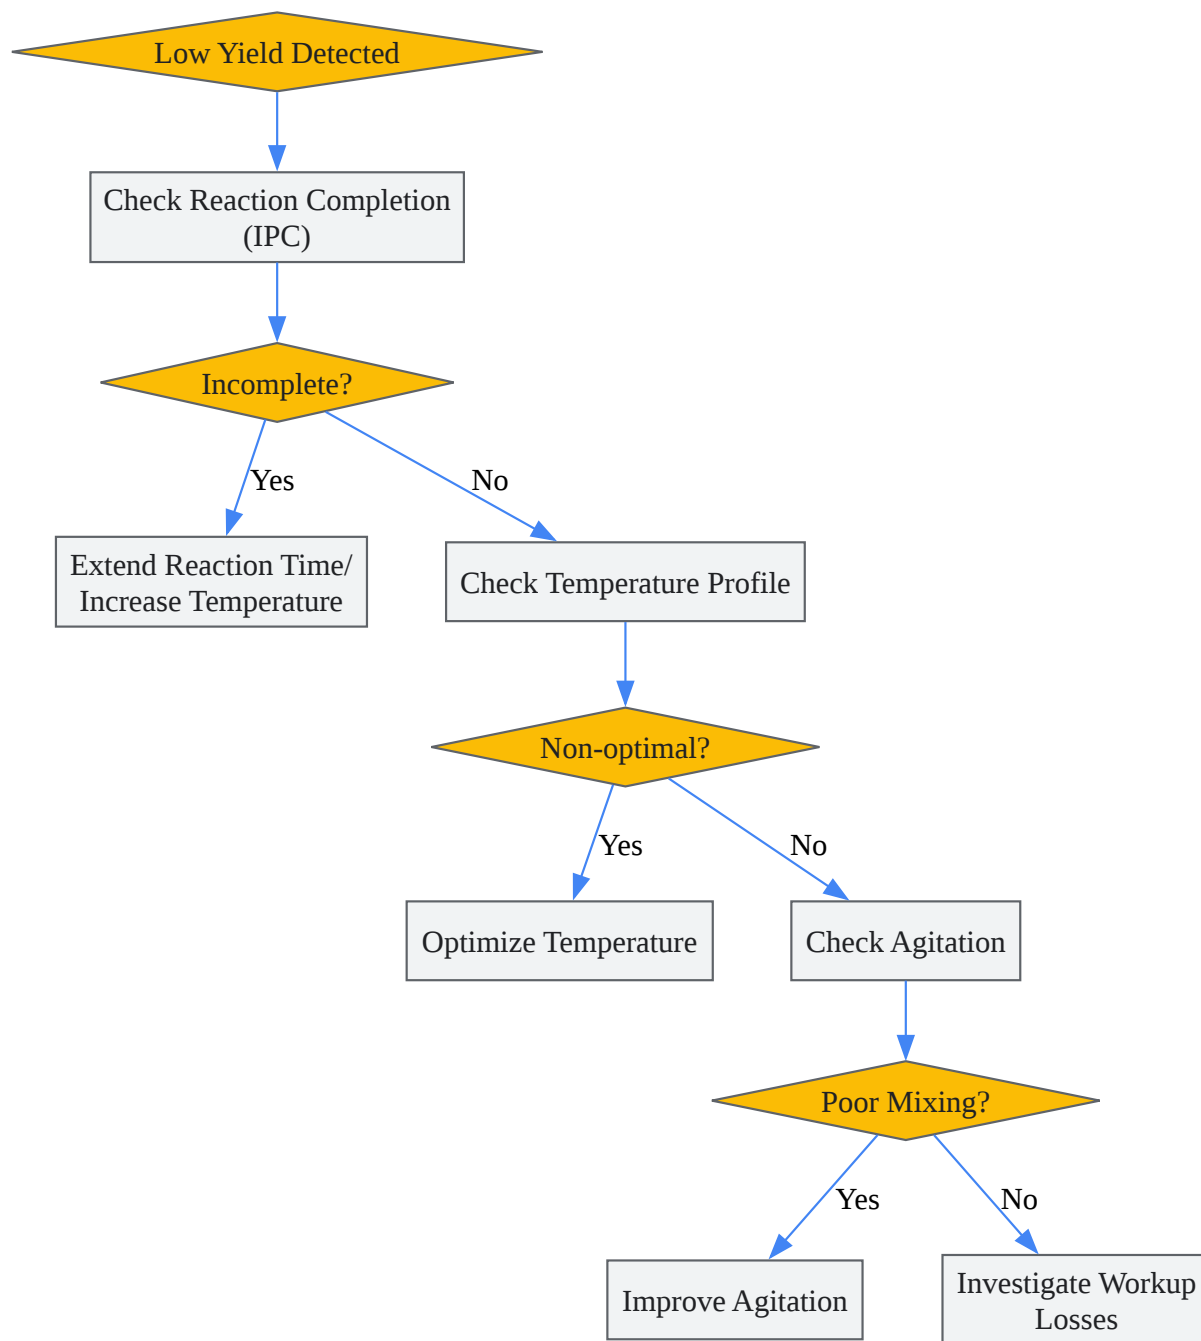 Low Yield Detected
Check Reaction Completion
(IPC)
Incomplete?
Yes
No
Extend Reaction Time/
Increase Temperature
Check Temperature Profile
Non-optimal?
Yes
No
Optimize Temperature
Check Agitation
Poor Mixing?
Yes
No
Improve Agitation
Investigate Workup
Losses